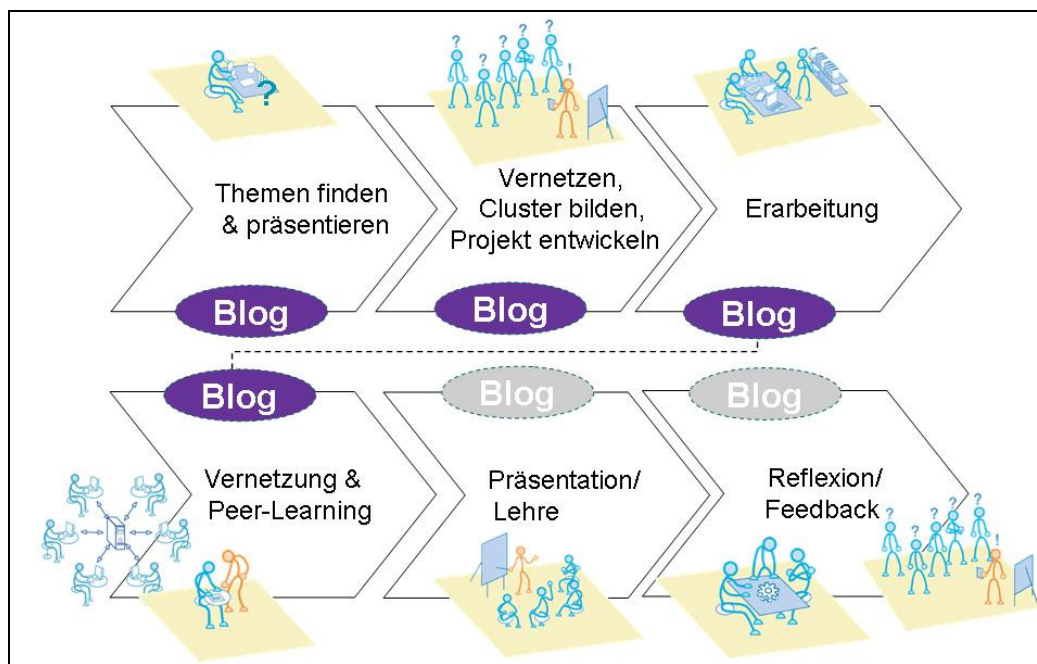 Themen finden
& präsentieren
Vernetzen,
Cluster bilden,
Projekt entwickeln
Erarbeitung
Blog
Blog
Blog
Blog
Blog
Blog
Vernetzung &
Peer-Learning
Präsentation/
Lehre
Reflexion/
Feedback